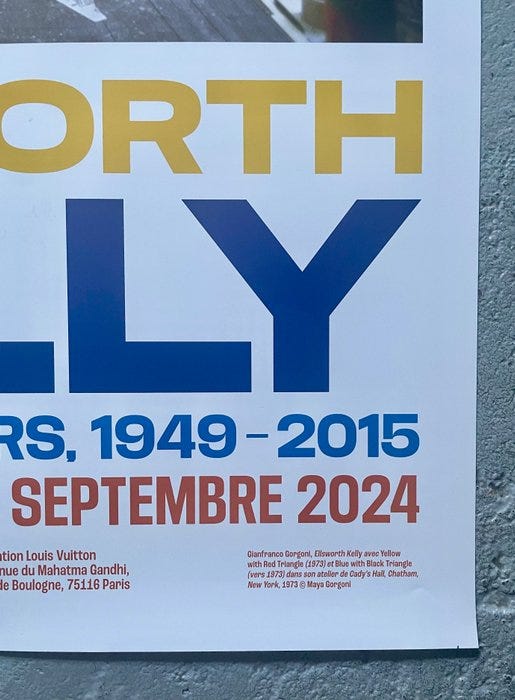 ORTH
LLY
RS, 1949 – 2015
SEPTEMBRE 2024
ation Louis Vuitton
nue du Mahatma Gandhi,
de Boulogne, 75116 Paris
Gianfranco Gorgoni, Ellsworth Kelly avec Yellow
with Red Triangle (1973) et Blue with Black Triangle
(vers 1973) dans son atelier de Cady's Hall, Chatham,
New York, 1973 © Maya Gorgoni